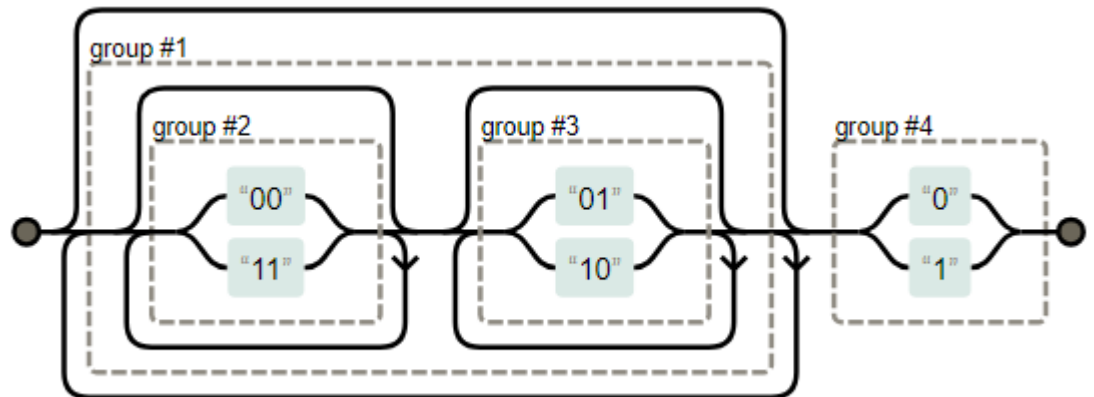 group #1
group #2
group #3
group #4
“00”
“01”
“0”
“11”
“10”
“1”